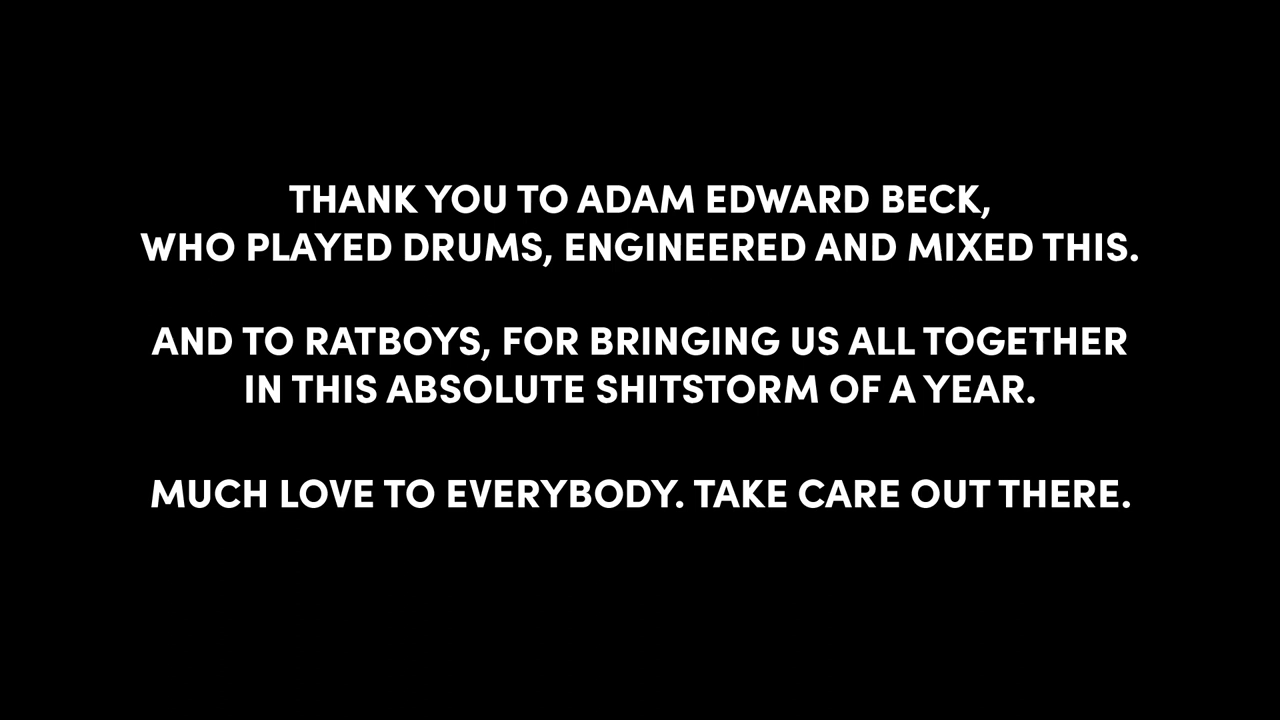 THANK YOU TO ADAM EDWARD BECK,
WHO PLAYED DRUMS, ENGINEERED AND MIXED THIS.
AND TO RATBOYS, FOR BRINGING US ALL TOGETHER
IN THIS ABSOLUTE SHITSTORM OF A YEAR.
MUCH LOVE TO EVERYBODY. TAKE CARE OUT THERE.